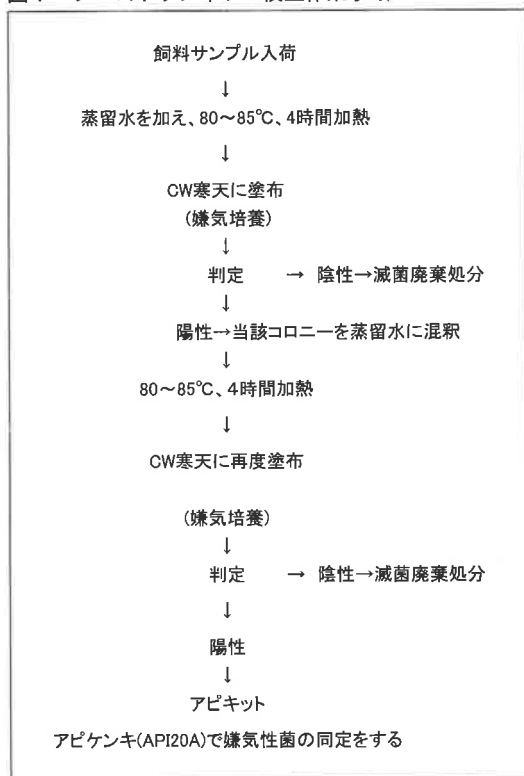 飼料サンプル入荷
↓
蒸留水を加え、80〜85℃、4時間加熱
↓
CW寒天に塗布
(嫌気培養)
↓
判定 → 陰性→滅菌廃棄処分
↓
陽性→当該コロニーを蒸留水に混釈
↓
80〜85℃、4時間加熱
↓
CW寒天に再度塗布
(嫌気培養)
↓
判定 → 陰性→滅菌廃棄処分
↓
陽性
↓
アピキット
アピケンキ(API20A)で嫌気性菌の同定をする